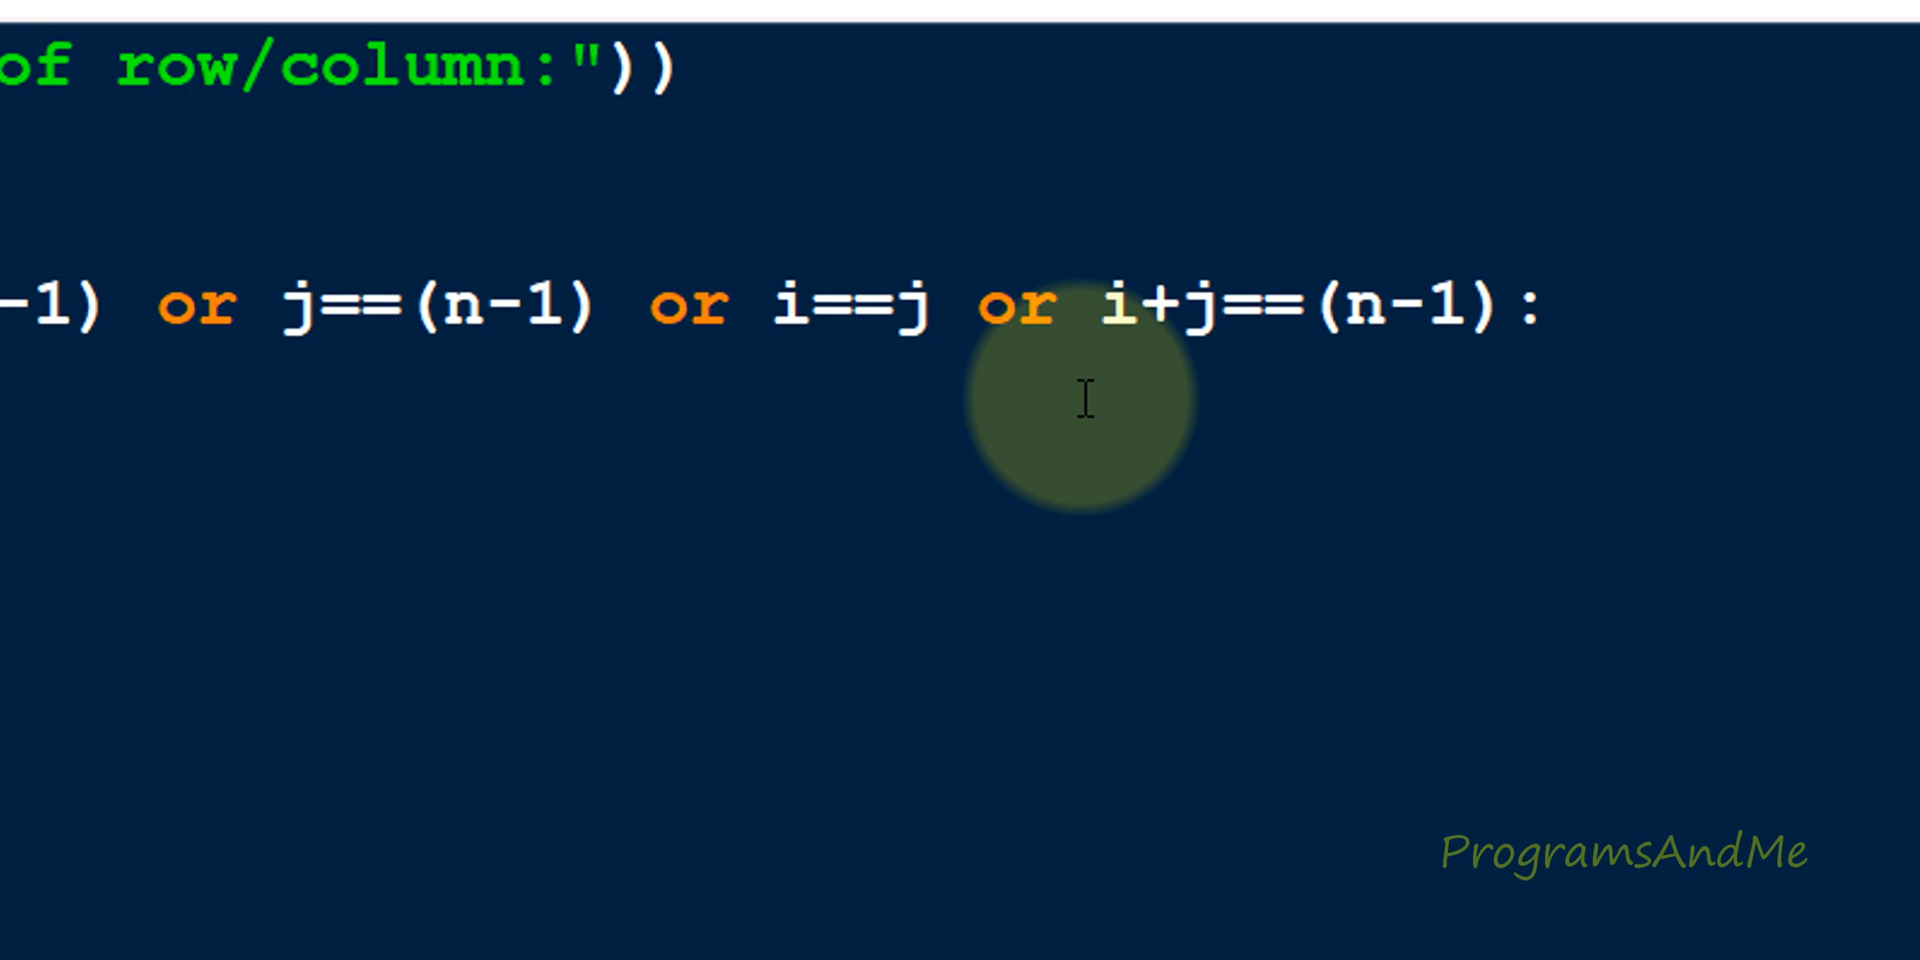 of row/column:"))
-1) or j==(n-1) or i==j or i+j==(n-1):
ProgramsAndMe